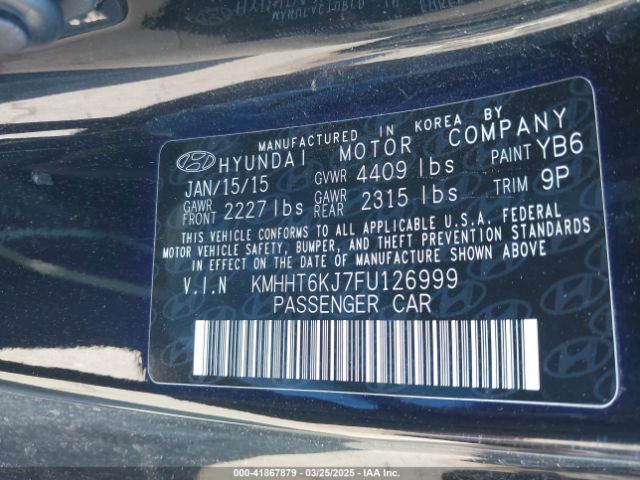 MANUFACTURED IN KOREA BY
HYUNDAI MOTOR COMPANY
JAN/15/15 GVWR 4409 lbs PAINT YB6
GAWR FRONT 2227 lbs GAWR REAR 2315 lbs TRIM 9P
THIS VEHICLE CONFORMS TO ALL APPLICABLE U.S.A. FEDERAL
MOTOR VEHICLE SAFETY, BUMPER, AND THEFT PREVENTION STANDARDS
IN EFFECT ON THE DATE OF MANUFACTURE SHOWN ABOVE.
V.I.N KMHHT6KJ7FU126999
PASSENGER CAR
000-41867879 — 03/25/2025 — IAA Inc.